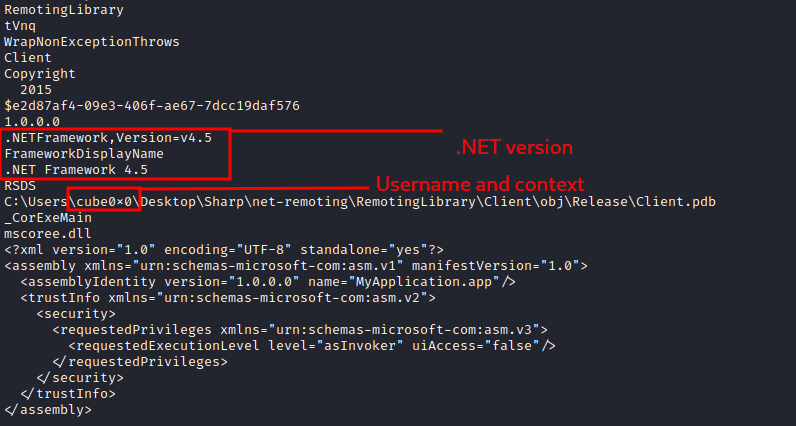 RemotingLibrary
tVnq
WrapNonExceptionThrows
Client
Copyright
  2015
$e2d87af4-09e3-406f-ae67-7dcc19daf576
1.0.0.0
.NETFramework,Version=v4.5
.NET version
FrameworkDisplayName
.NET Framework 4.5
RSDS
Username and context
C:\Users\cube0×0\Desktop\Sharp\net-remoting\RemotingLibrary\Client\obj\Release\Client.pdb
_CorExeMain
mscoree.dll
<?xml version="1.0" encoding="UTF-8" standalone="yes"?>
<assembly xmlns="urn:schemas-microsoft-com:asm.v1" manifestVersion="1.0">
  <assemblyIdentity version="1.0.0.0" name="MyApplication.app"/>
  <trustInfo xmlns="urn:schemas-microsoft-com:asm.v2">
    <security>
      <requestedPrivileges xmlns="urn:schemas-microsoft-com:asm.v3">
        <requestedExecutionLevel level="asInvoker" uiAccess="false"/>
      </requestedPrivileges>
    </security>
  </trustInfo>
</assembly>